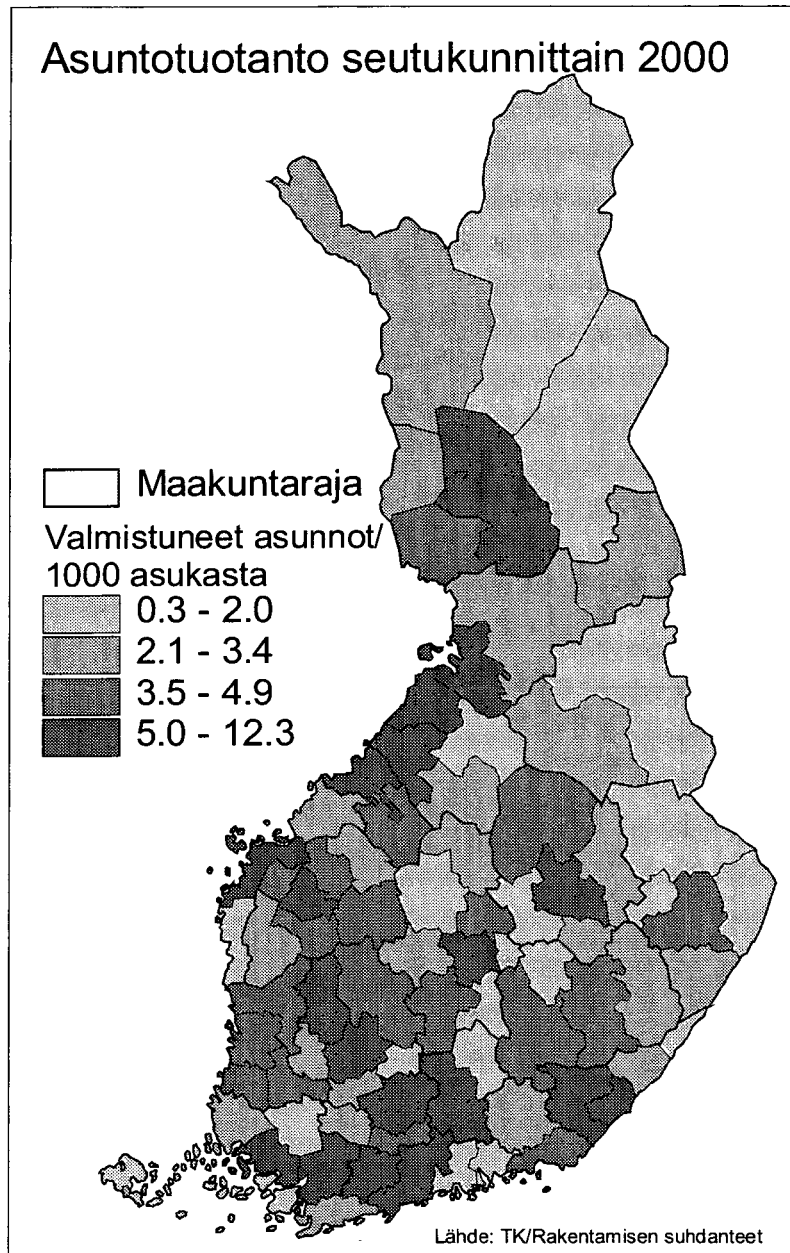 Asuntotuotanto seutukunnittain 2000
Maakuntaraja
Valmistuneet asunnot/
1000 asukasta
0.3 - 2.0
2.1 - 3.4
3.5 - 4.9
5.0 - 12.3
Lähde: TK/Rakentamisen suhdanteet